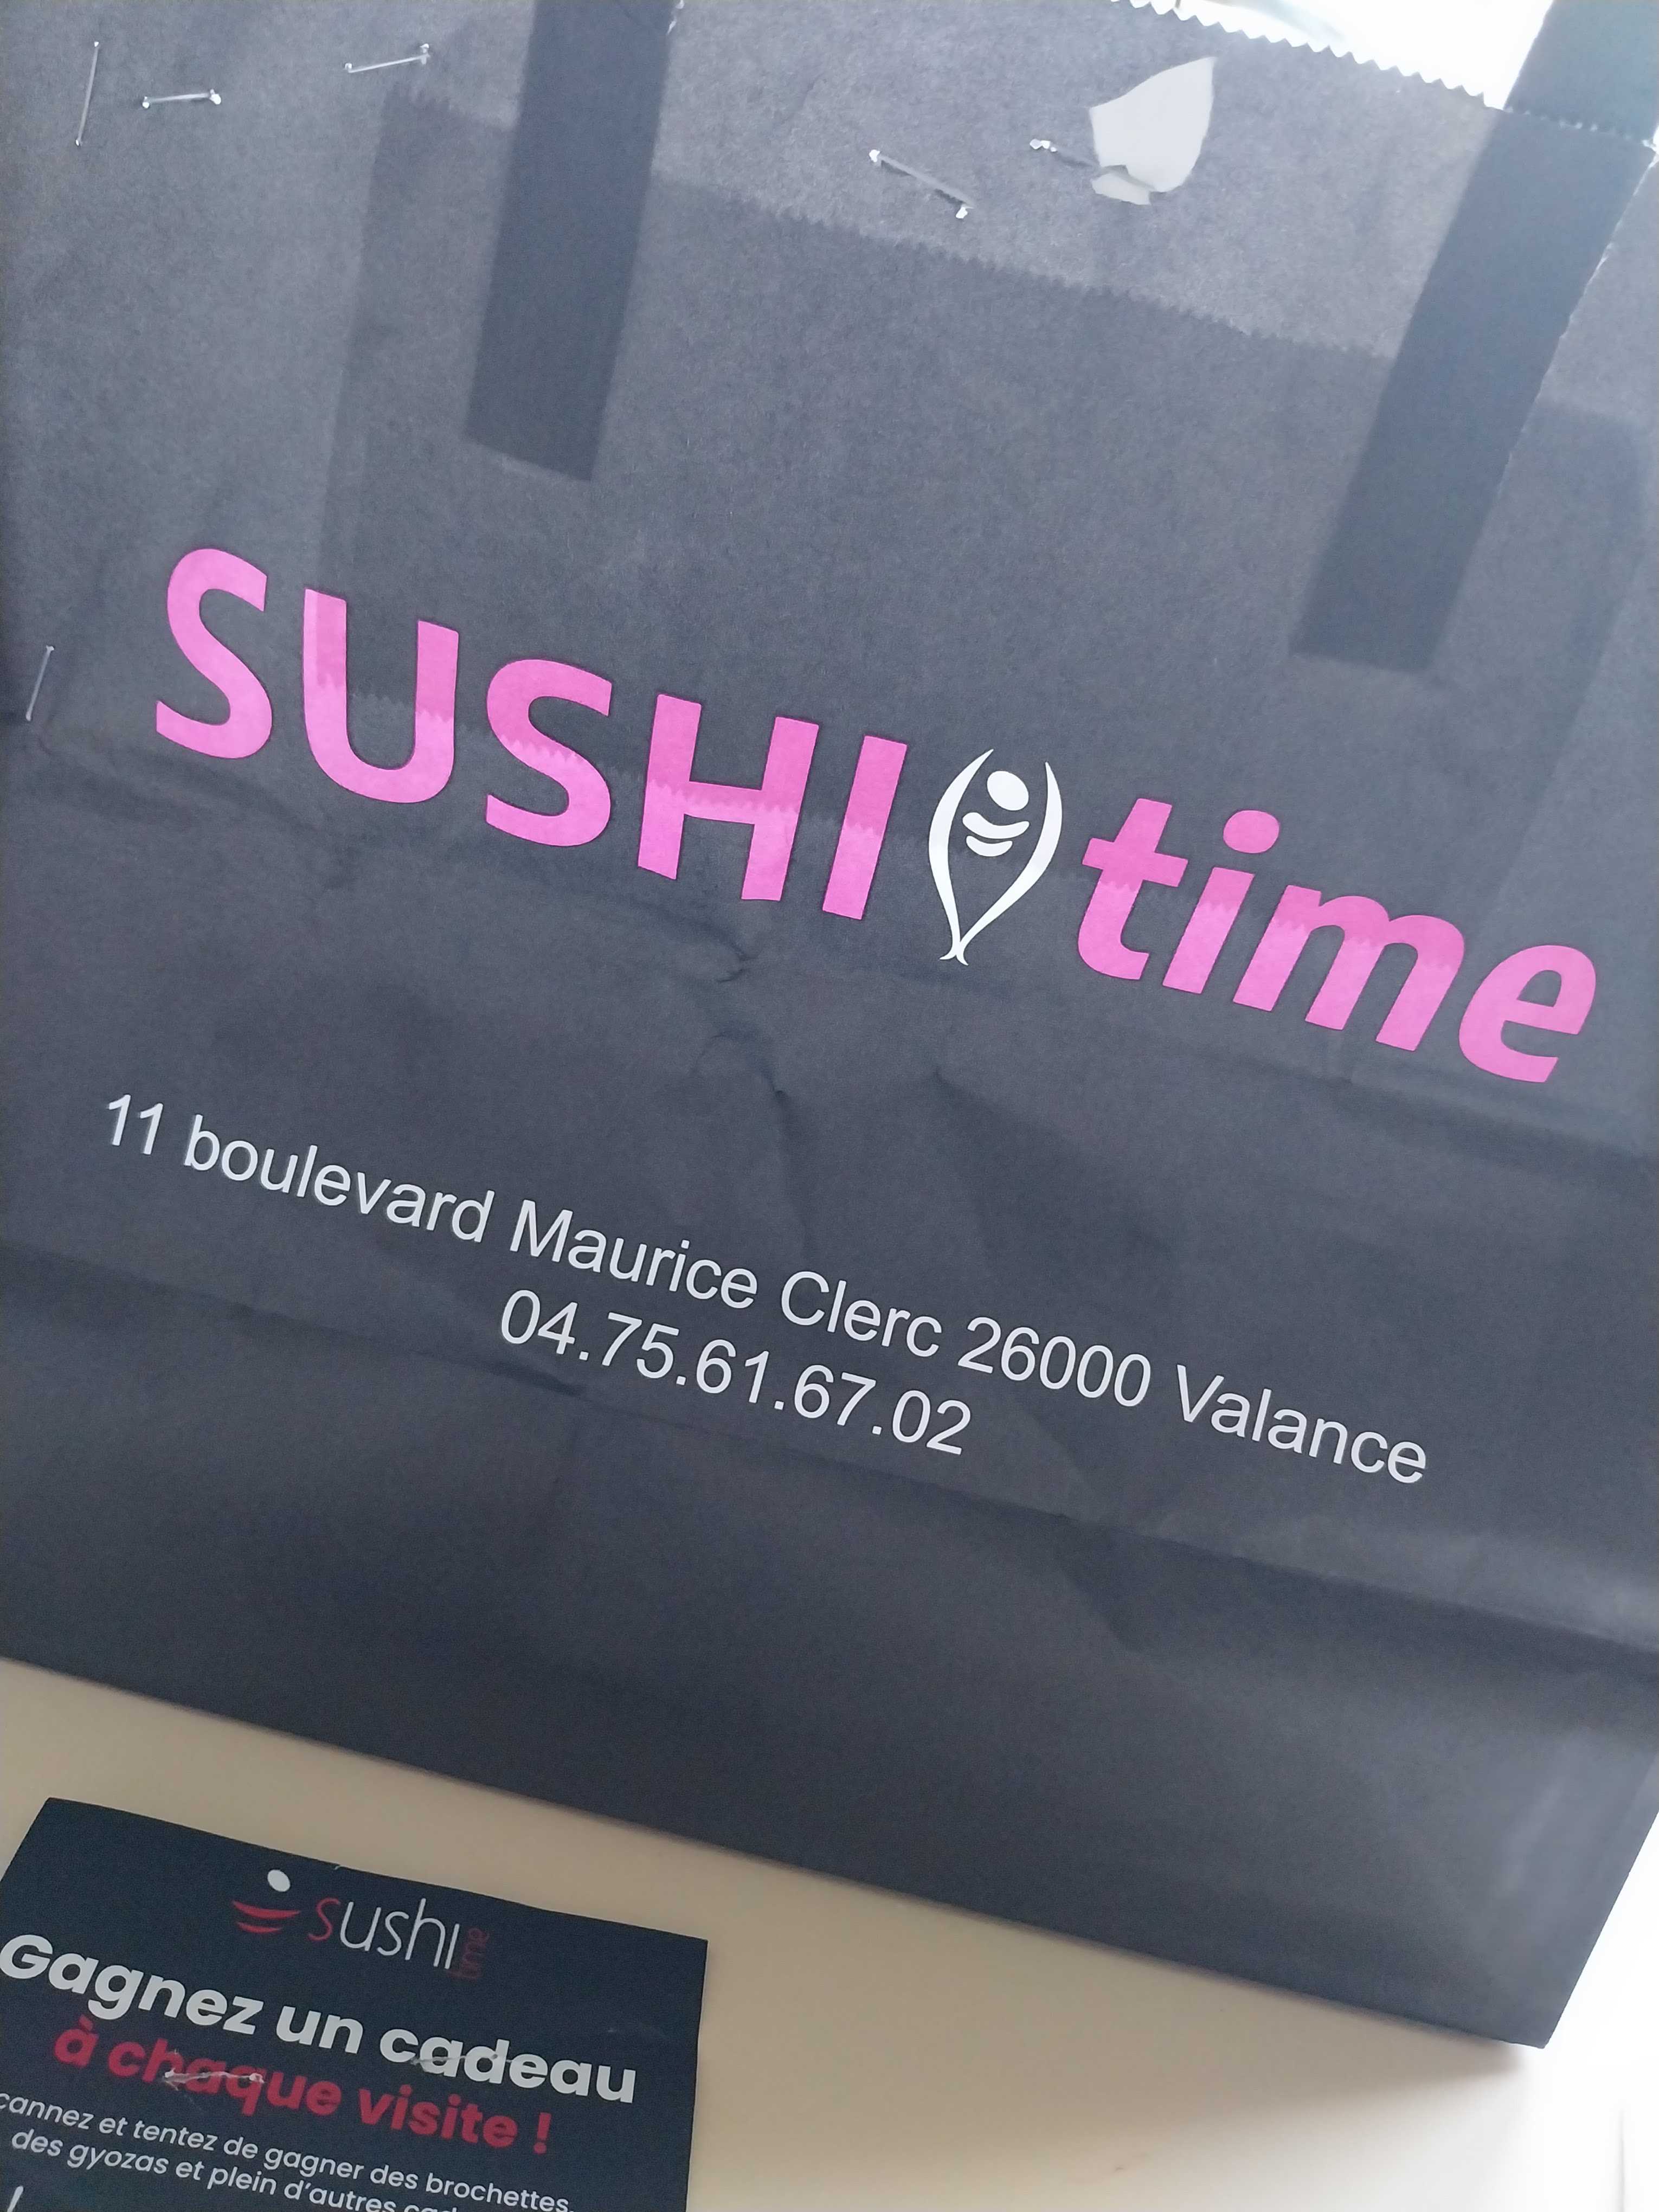 SUSHI time
11 boulevard Maurice Clerc 26000 Valance
04.75.61.67.02
sushi time
Gagnez un cadeau
à chaque visite !
cannez et tentez de gagner des brochettes,
des gyozas et plein d'autres